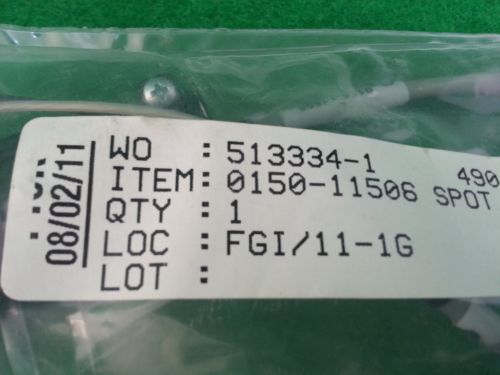 WO : 513334-1 490
ITEM: 0150-11506 SPOT
QTY : 1
LOC : FGI/11-1G
LOT :
08/02/11